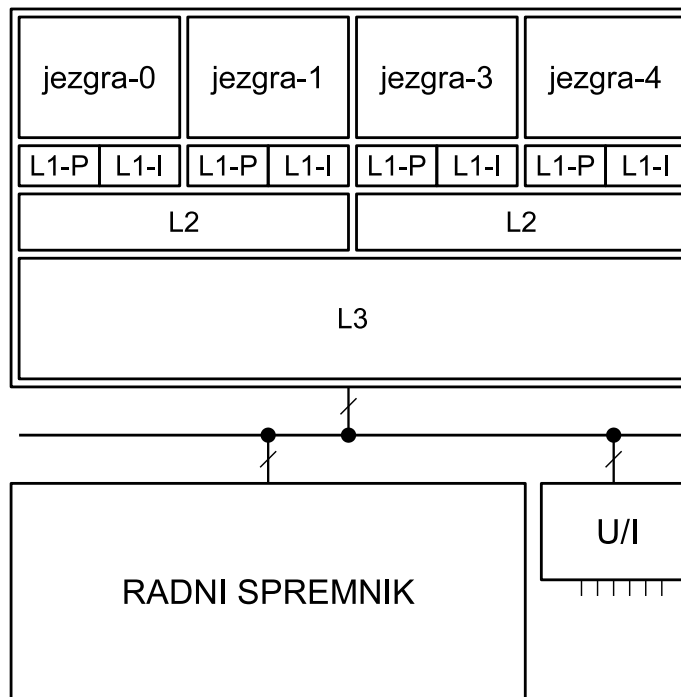 jezgra-0 jezgra-1 jezgra-3 jezgra-4
L1-P L1-I L1-P L1-I L1-P L1-I L1-P L1-I
L2 L2
L3
U/I
RADNI SPREMNIK